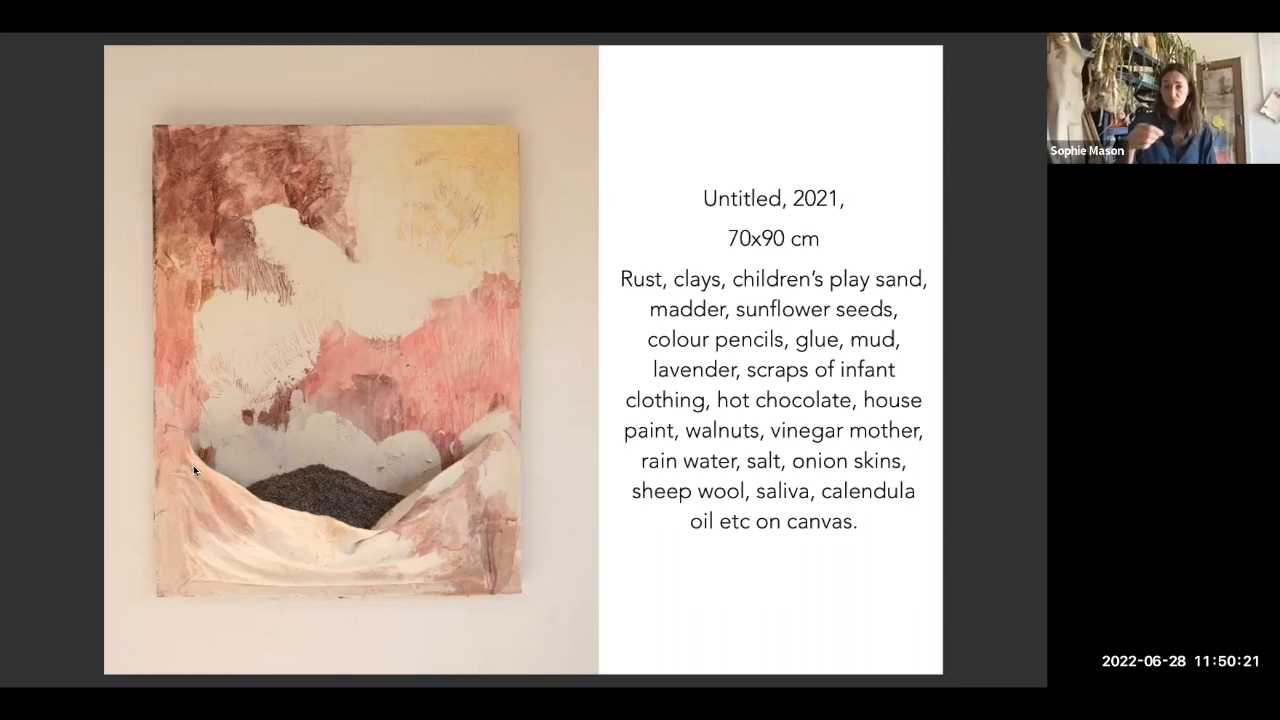 Untitled, 2021,
70x90 cm
Rust, clays, children’s play sand,
madder, sunflower seeds,
colour pencils, glue, mud,
lavender, scraps of infant
clothing, hot chocolate, house
paint, walnuts, vinegar mother,
rain water, salt, onion skins,
sheep wool, saliva, calendula
oil etc on canvas.
Sophie Mason
2022-06-28 11:50:21